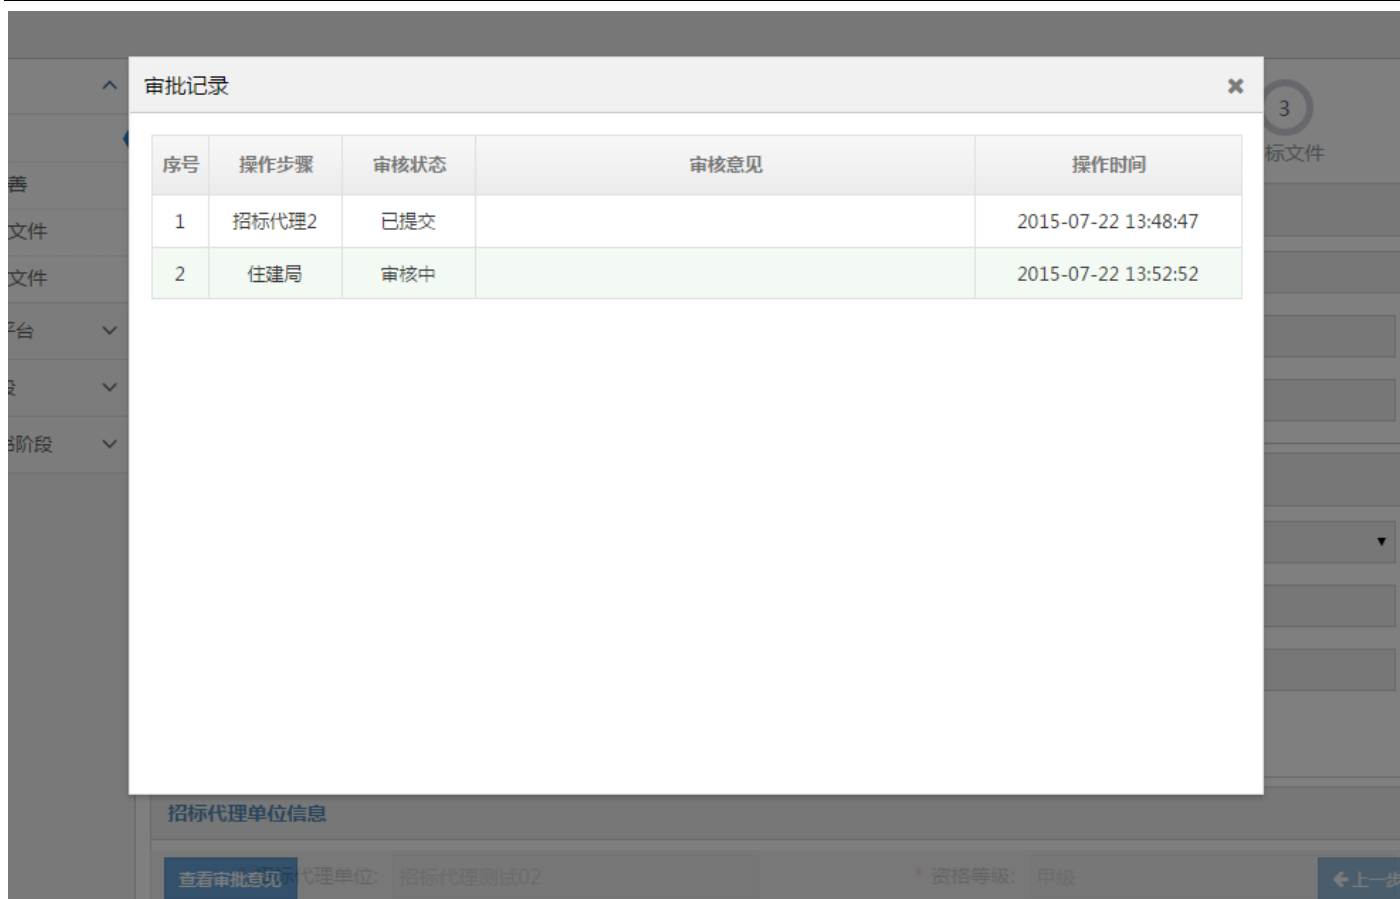 审批记录
3
标文件
序号 操作步骤 审核状态 审核意见 操作时间
1 招标代理2 已提交 2015-07-22 13:48:47
2 住建局 审核中 2015-07-22 13:52:52
善
文件
文件
平台
阶段
招标代理单位信息
查看审批意见
代理单位: 招标代理测试02
* 资格等级: 甲级
上一步